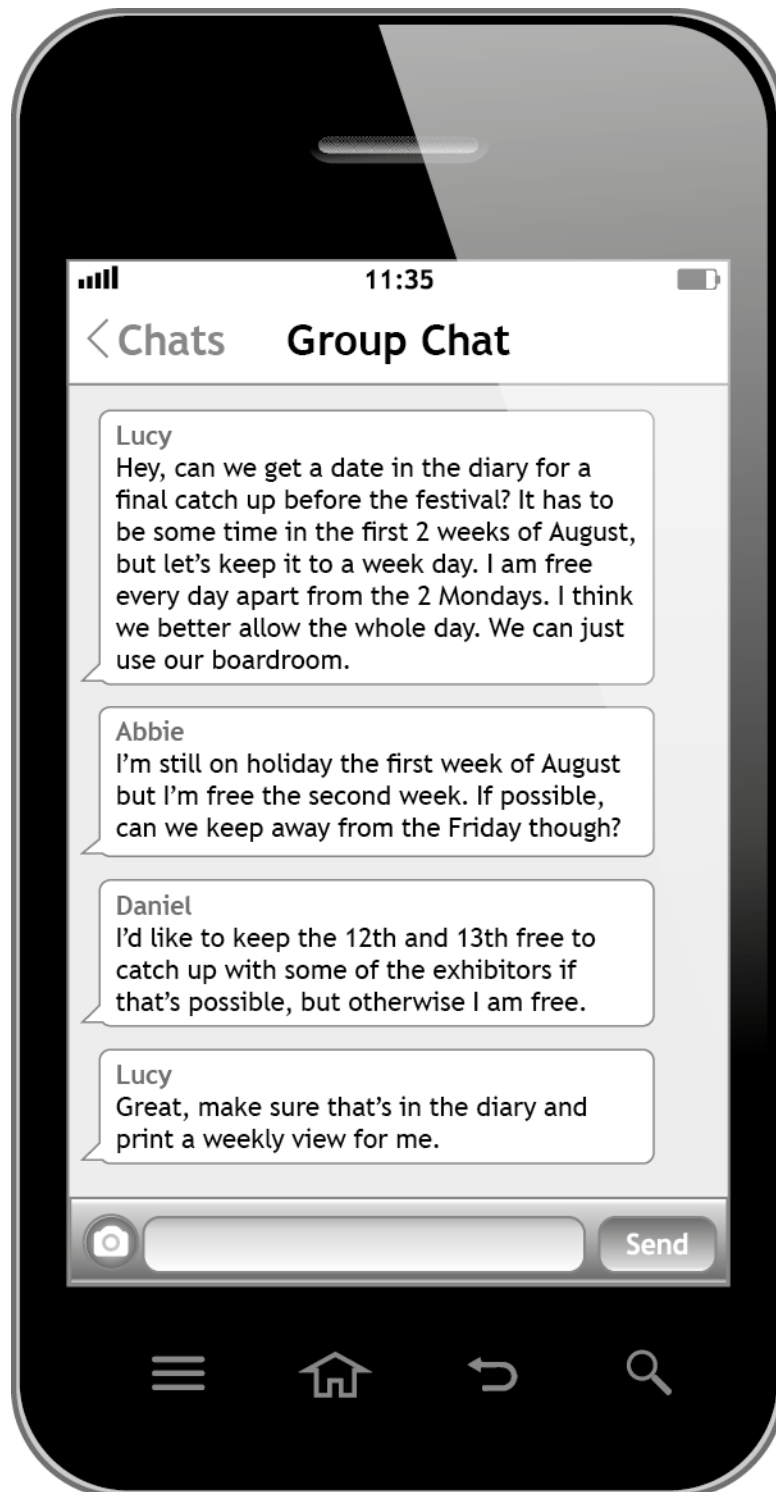 11:35
Chats Group Chat
Lucy
Hey, can we get a date in the diary for a
final catch up before the festival? It has to
be some time in the first 2 weeks of August,
but let's keep it to a week day. I am free
every day apart from the 2 Mondays. I think
we better allow the whole day. We can just
use our boardroom.
Abbie
I'm still on holiday the first week of August
but I'm free the second week. If possible,
can we keep away from the Friday though?
Daniel
I'd like to keep the 12th and 13th free to
catch up with some of the exhibitors if
that's possible, but otherwise I am free.
Lucy
Great, make sure that's in the diary and
print a weekly view for me.
Send